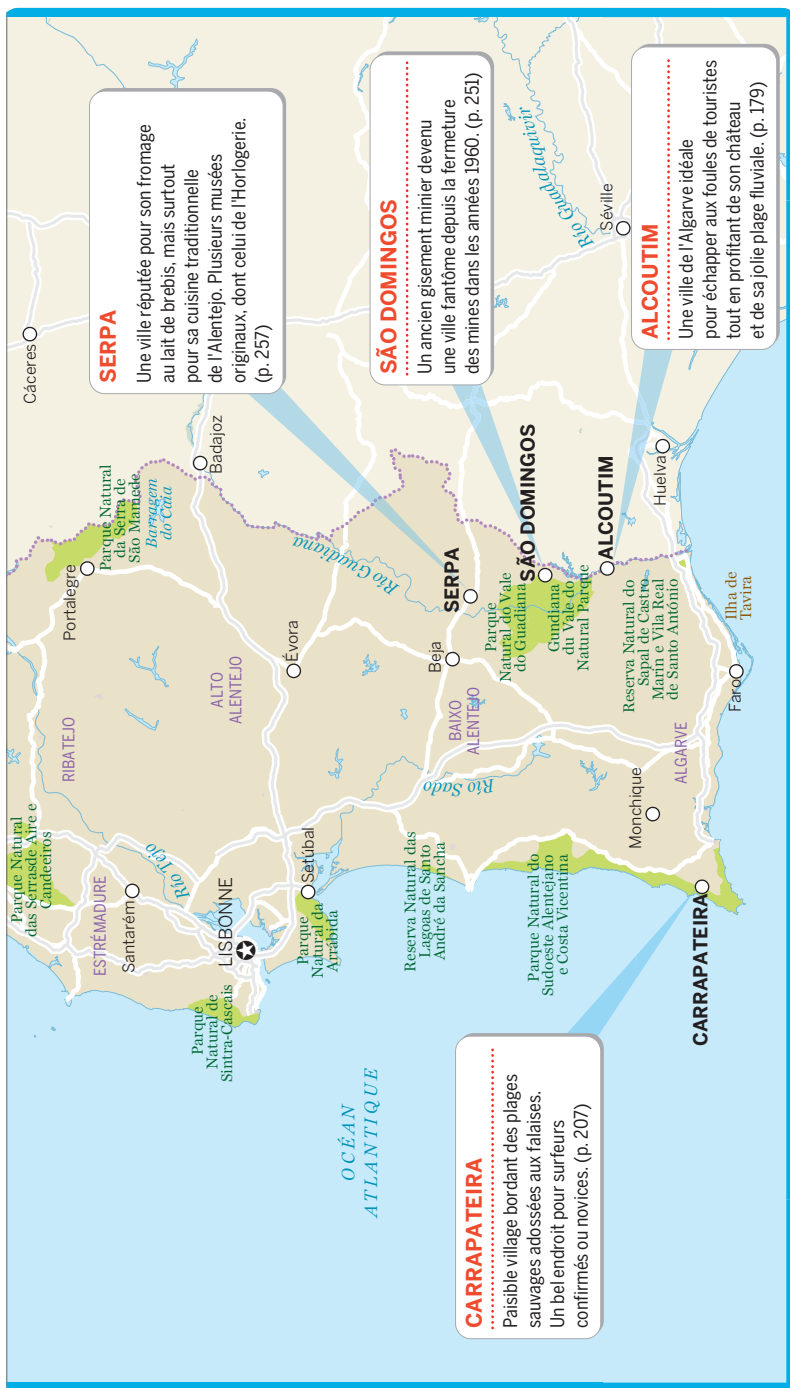 Cáceres
SERPA
Une ville réputée pour son fromage
au lait de brebis, mais surtout
pour sa cuisine traditionnelle
de l'Alentejo. Plusieurs musées
originaux, dont celui de l'Horlogerie.
(p. 257)
SÃO DOMINGOS
Un ancien gisement minier devenu
une ville fantôme depuis la fermeture
des mines dans les années 1960. (p. 251)
Río Guadalaquivir
Séville
ALCOUTIM
Une ville de l'Algarve idéale
pour échapper aux foules de touristes
tout en profitant de son château
et de sa jolie plage fluviale. (p. 179)
Portalegre
Parque Natural
da Serra de
São Mamede
Barragem
do Caia
Badajoz
Rio Guadiana
SERPA
SÃO DOMINGOS
ALCOUTIM
Huelva
RIBATEJO
ALTO
ALENTEJO
Évora
Beja
BAIXO
ALENTEJO
Parque
Natural do Vale
do Guadiana
Gundiana
du Vale do
Natural Parque
Reserva Natural do
Sapal de Castro
Marin e Vila Real
de Santo António
Ilha de
Tavira
Faro
ALGARVE
Monchique
Río Sado
Parque Natural
das Serrasde Aire e
Candeeiros
ESTRÉMADURE
Santarém
Rio Tejo
LISBONNE
Setúbal
Parque
Natural de
Sintra-Cascais
Parque
Natural da
Arrábida
Reserva Natural das
Lagoas de Santo
André da Sancha
Parque Natural do
Sudoeste Alentejano
e Costa Vicentina
CARRAPATEIRA
OCÉAN
ATLANTIQUE
CARRAPATEIRA
Paisible village bordant des plages
sauvages adossées aux falaises.
Un bel endroit pour surfeurs
confirmés ou novices. (p. 207)